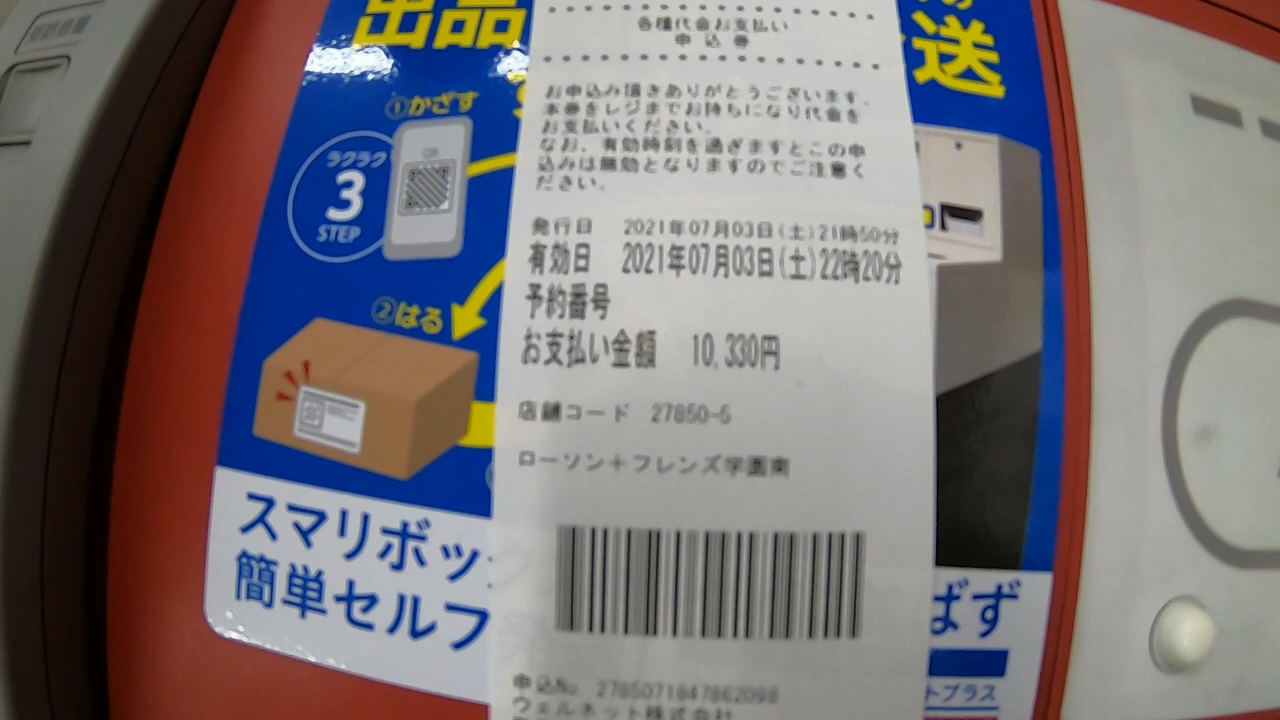 出品
送
①かざす
ラクラク
3
STEP
②はる
スマリボッ
簡単セルフ
ばず
トプラス
各種代金お支払い
申込券
お申込み頂きありがとうございます。
本券をレジまでお持ちになり代金を
お支払いください。
なお、有効時刻を過ぎますとこの申
込みは無効となりますのでご注意く
ださい。
発行日 2021年07月03日(土)21時50分
有効日 2021年07月03日(土)22時20分
予約番号
お支払い金額 10,330円
店舗コード 27850-5
ローソン+フレンズ学園南
申込No. 2785071847862098
ウェルネット株式会社